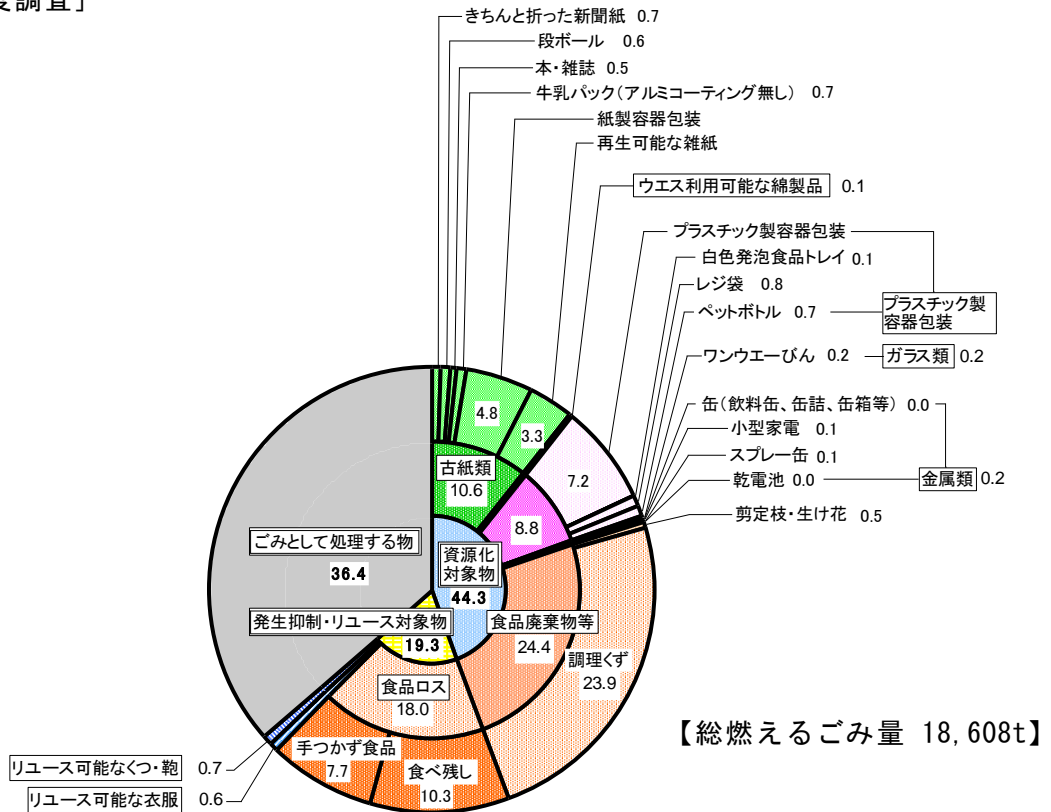 度調査」
きちんと折った新聞紙 0.7
段ボール 0.6
本・雑誌 0.5
牛乳パック(アルミコーティング無し) 0.7
紙製容器包装
再生可能な雑紙
ウエス利用可能な綿製品 0.1
プラスチック製容器包装
白色発泡食品トレイ 0.1
レジ袋 0.8
ペットボトル 0.7
プラスチック製
容器包装
ワンウエーびん 0.2
ガラス類 0.2
缶(飲料缶、缶詰、缶箱等) 0.0
小型家電 0.1
スプレー缶 0.1
乾電池 0.0
金属類 0.2
剪定枝・生け花 0.5
4.8
3.3
古紙類
10.6
7.2
8.8
ごみとして処理する物
36.4
資源化
対象物
44.3
発生抑制・リユース対象物
19.3
食品廃棄物等
24.4
調理くず
23.9
食品ロス
18.0
手つかず食品
7.7
食べ残し
10.3
リユース可能なくつ・鞄 0.7
リユース可能な衣服 0.6
【総燃えるごみ量 18,608t】